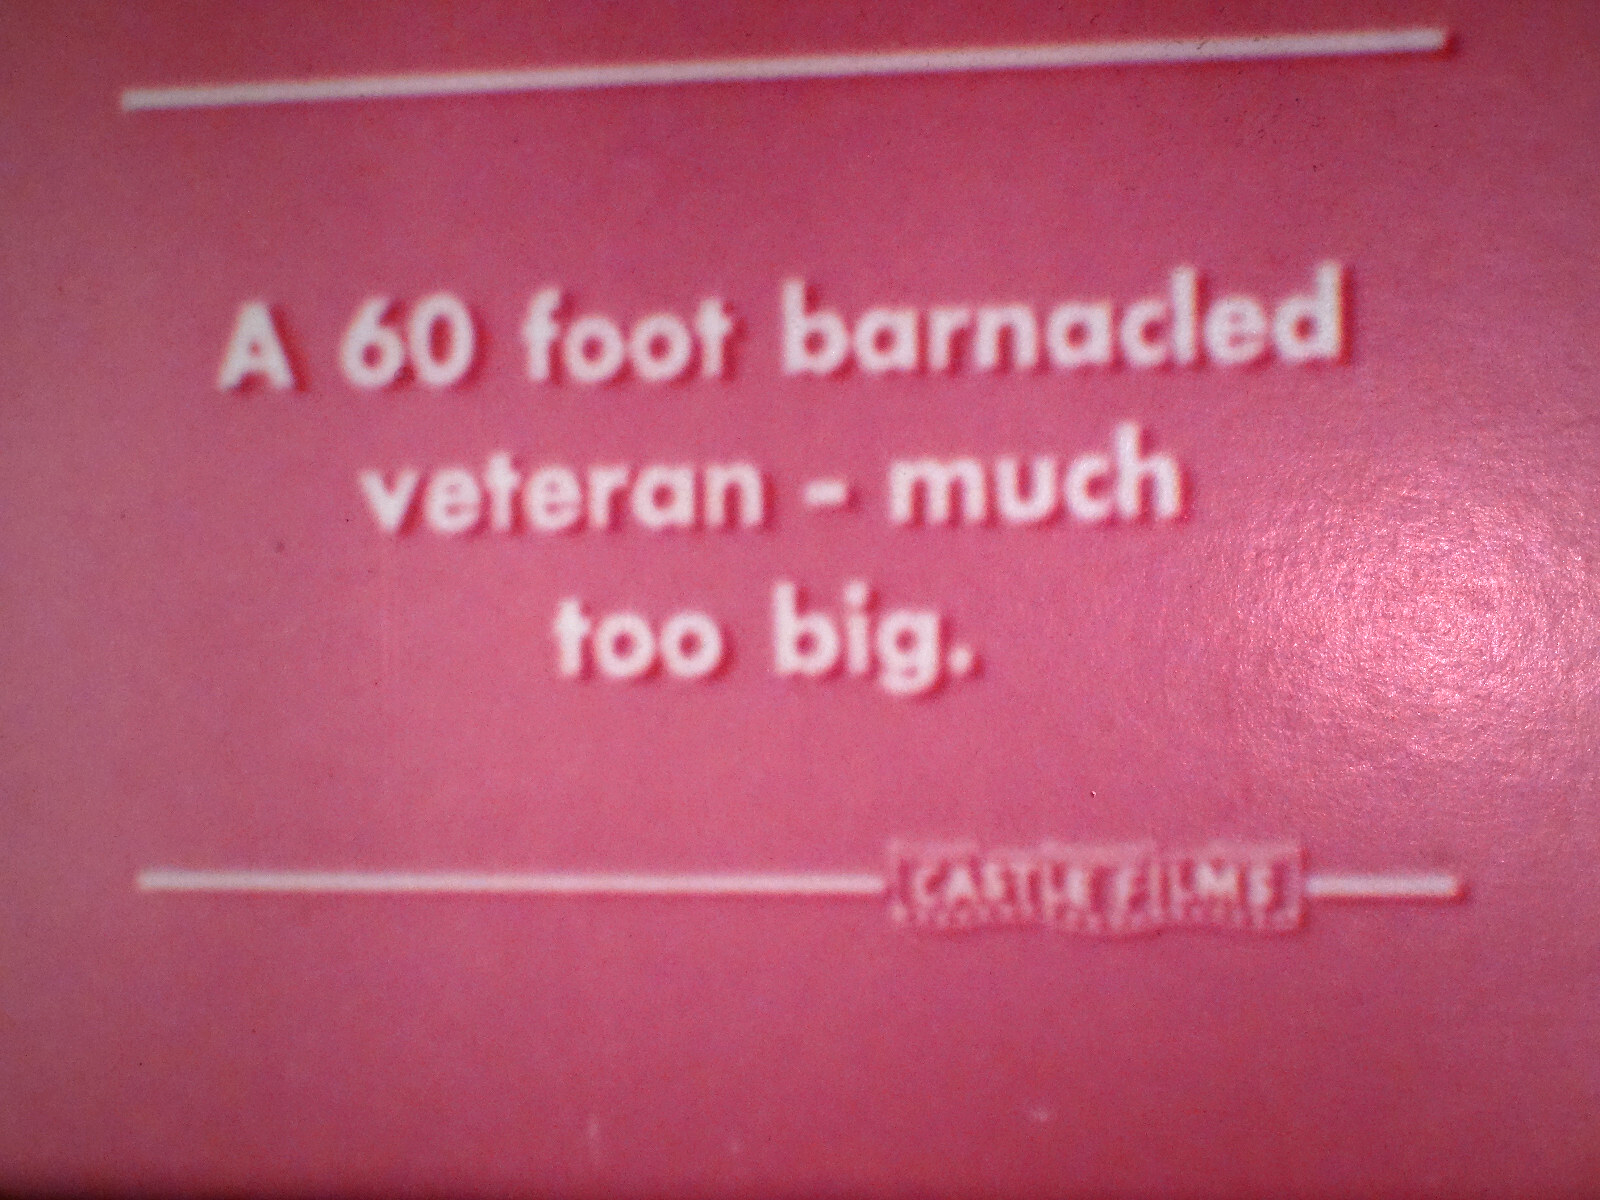 A 60 foot barnacled
veteran - much
too big.
CASTLE FILMS